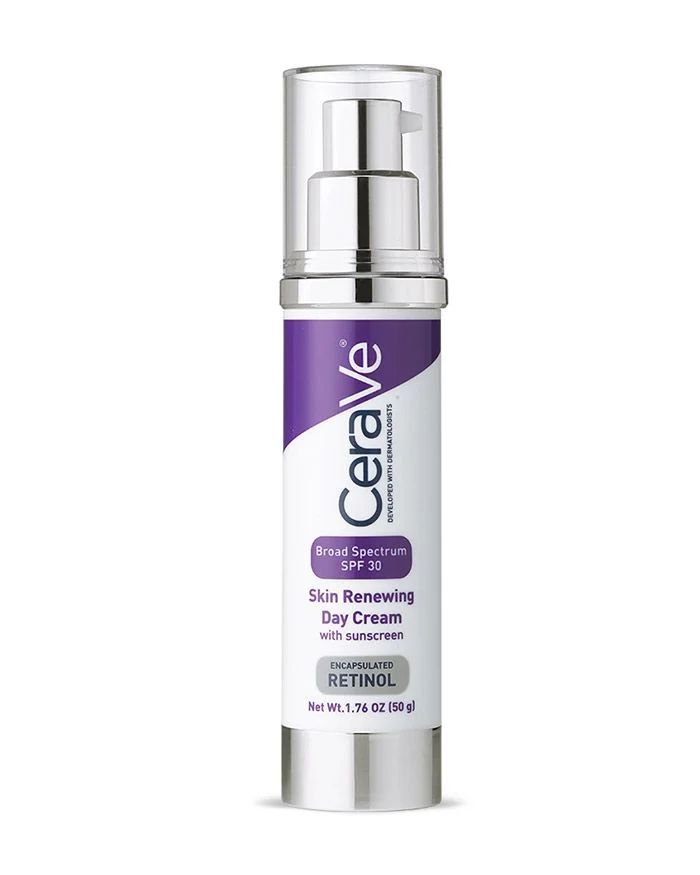 CeraVe®
DEVELOPED WITH DERMATOLOGISTS
Broad Spectrum
SPF 30
Skin Renewing
Day Cream
with sunscreen
ENCAPSULATED
RETINOL
Net Wt.1.76 OZ (50 g)